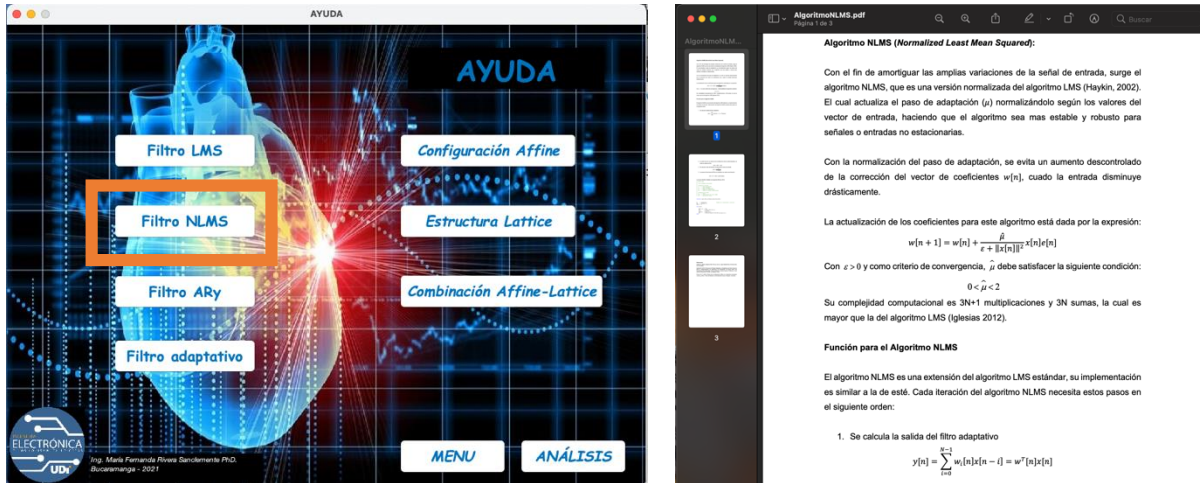 AYUDA
AYUDA
Filtro LMS
Configuración Affine
Filtro NLMS
Estructura Lattice
Filtro ARy
Combinación Affine-Lattice
Filtro adaptativo
ELECTRÓNICA
UDI
Ing. María Fernanda Rivera Sanclemente PhD.
Bucaramanga - 2021
MENU
ANÁLISIS
AlgoritmoNLMS.pdf
Página 1 de 3
Buscar
AlgoritmoNLM...
1
2
3
Algoritmo NLMS (Normalized Least Mean Squared):
Con el fin de amortiguar las amplias variaciones de la señal de entrada, surge el
algoritmo NLMS, que es una versión normalizada del algoritmo LMS (Haykin, 2002).
El cual actualiza el paso de adaptación (μ) normalizándolo según los valores del
vector de entrada, haciendo que el algoritmo sea mas estable y robusto para
señales o entradas no estacionarias.
Con la normalización del paso de adaptación, se evita un aumento descontrolado
de la corrección del vector de coeficientes w[n], cuado la entrada disminuye
drásticamente.
La actualización de los coeficientes para este algoritmo está dada por la expresión:
w[n + 1] = w[n] + μ̂ / (ε + ‖x[n]‖²) x[n]e[n]
Con ε > 0 y como criterio de convergencia, μ̂ debe satisfacer la siguiente condición:
0 < μ̂ < 2
Su complejidad computacional es 3N+1 multiplicaciones y 3N sumas, la cual es
mayor que la del algoritmo LMS (Iglesias 2012).
Función para el Algoritmo NLMS
El algoritmo NLMS es una extensión del algoritmo LMS estándar, su implementación
es similar a la de esté. Cada iteración del algoritmo NLMS necesita estos pasos en
el siguiente orden:
1. Se calcula la salida del filtro adaptativo
y[n] = ∑_{i=0}^{N−1} w_i[n]x[n − i] = w^T[n]x[n]